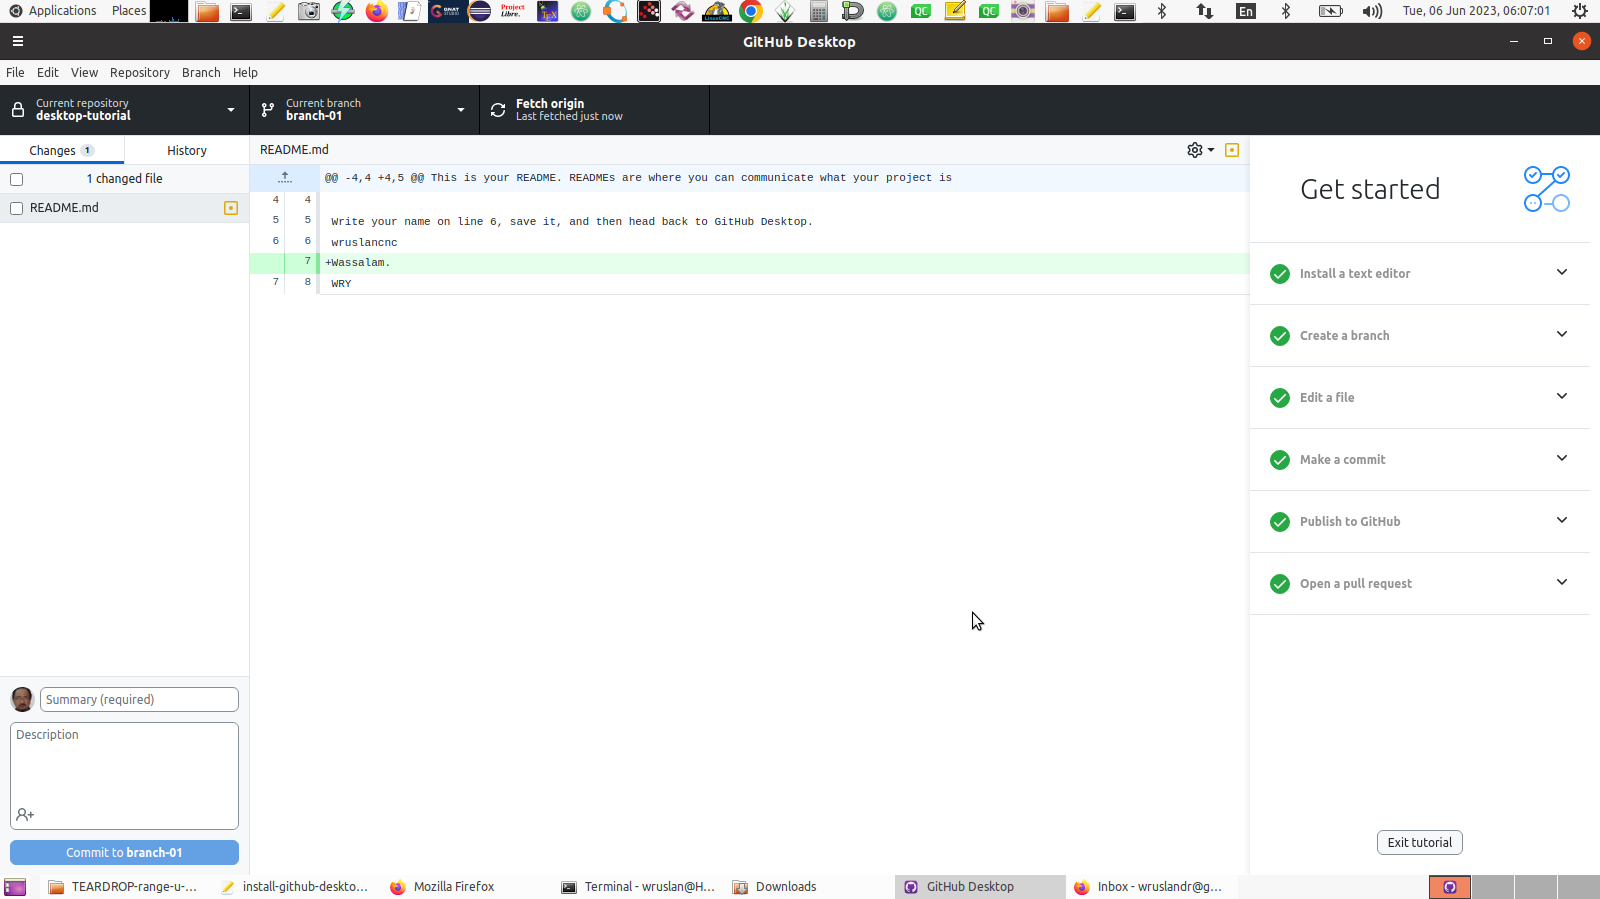 Applications Places
En
Tue, 06 Jun 2023, 06:07:01
GNAT STUDIO
Project Libre.
QC
QC
GitHub Desktop
File Edit View Repository Branch Help
Current repository
desktop-tutorial
Current branch
branch-01
Fetch origin
Last fetched just now
Changes 1
History
1 changed file
README.md
README.md
@@ -4,4 +4,5 @@ This is your README. READMEs are where you can communicate what your project is
4 4
5 5 Write your name on line 6, save it, and then head back to GitHub Desktop.
6 6 wruslancnc
7 +Wassalam.
7 8 WRY
Get started
Install a text editor
Create a branch
Edit a file
Make a commit
Publish to GitHub
Open a pull request
Exit tutorial
Summary (required)
Description
Commit to branch-01
TEARDROP-range-u-...
install-github-deskto...
Mozilla Firefox
Terminal - wruslan@H...
Downloads
GitHub Desktop
Inbox - wruslandr@g...